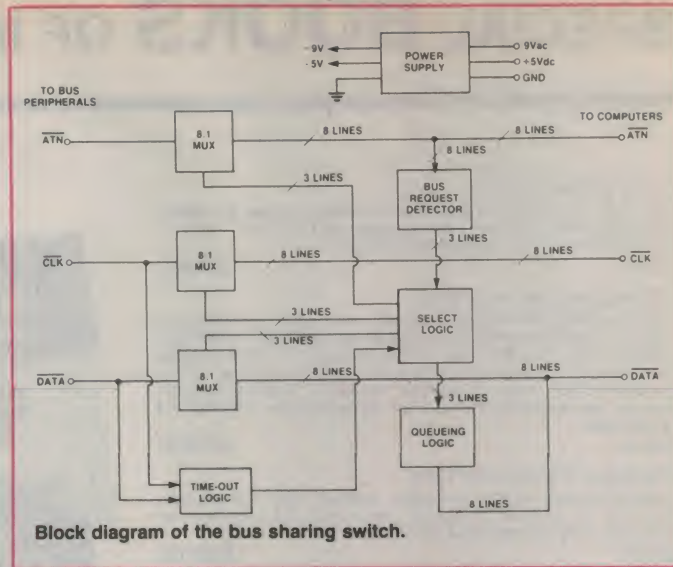 -9V
-5V
POWER
SUPPLY
9Vac
+5Vdc
GND
TO BUS
PERIPHERALS
TO COMPUTERS
ATN
8:1
MUX
8 LINES
8 LINES
ATN
8 LINES
3 LINES
BUS
REQUEST
DETECTOR
3 LINES
CLK
8:1
MUX
8 LINES
8 LINES
CLK
3 LINES
3 LINES
SELECT
LOGIC
DATA
8:1
MUX
8 LINES
8 LINES
DATA
3 LINES
QUEUEING
LOGIC
TIME-OUT
LOGIC
8 LINES
Block diagram of the bus sharing switch.